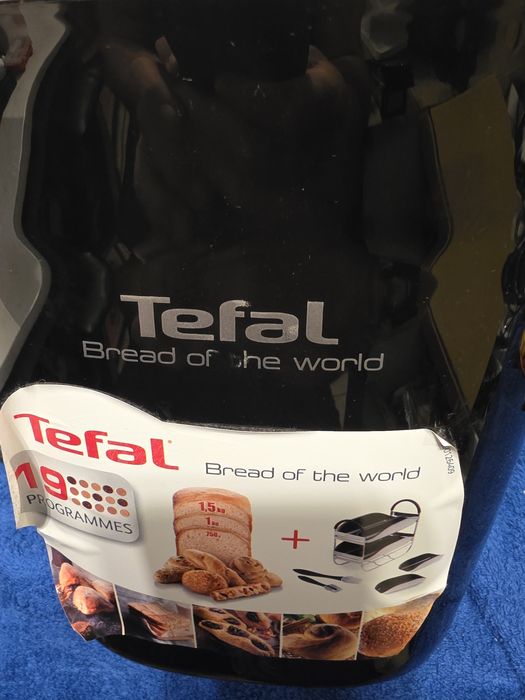 Tefal
Bread of the world
Tefal
Bread of the world
19
PROGRAMMES
1,5 KG
1 KG
750 g
+